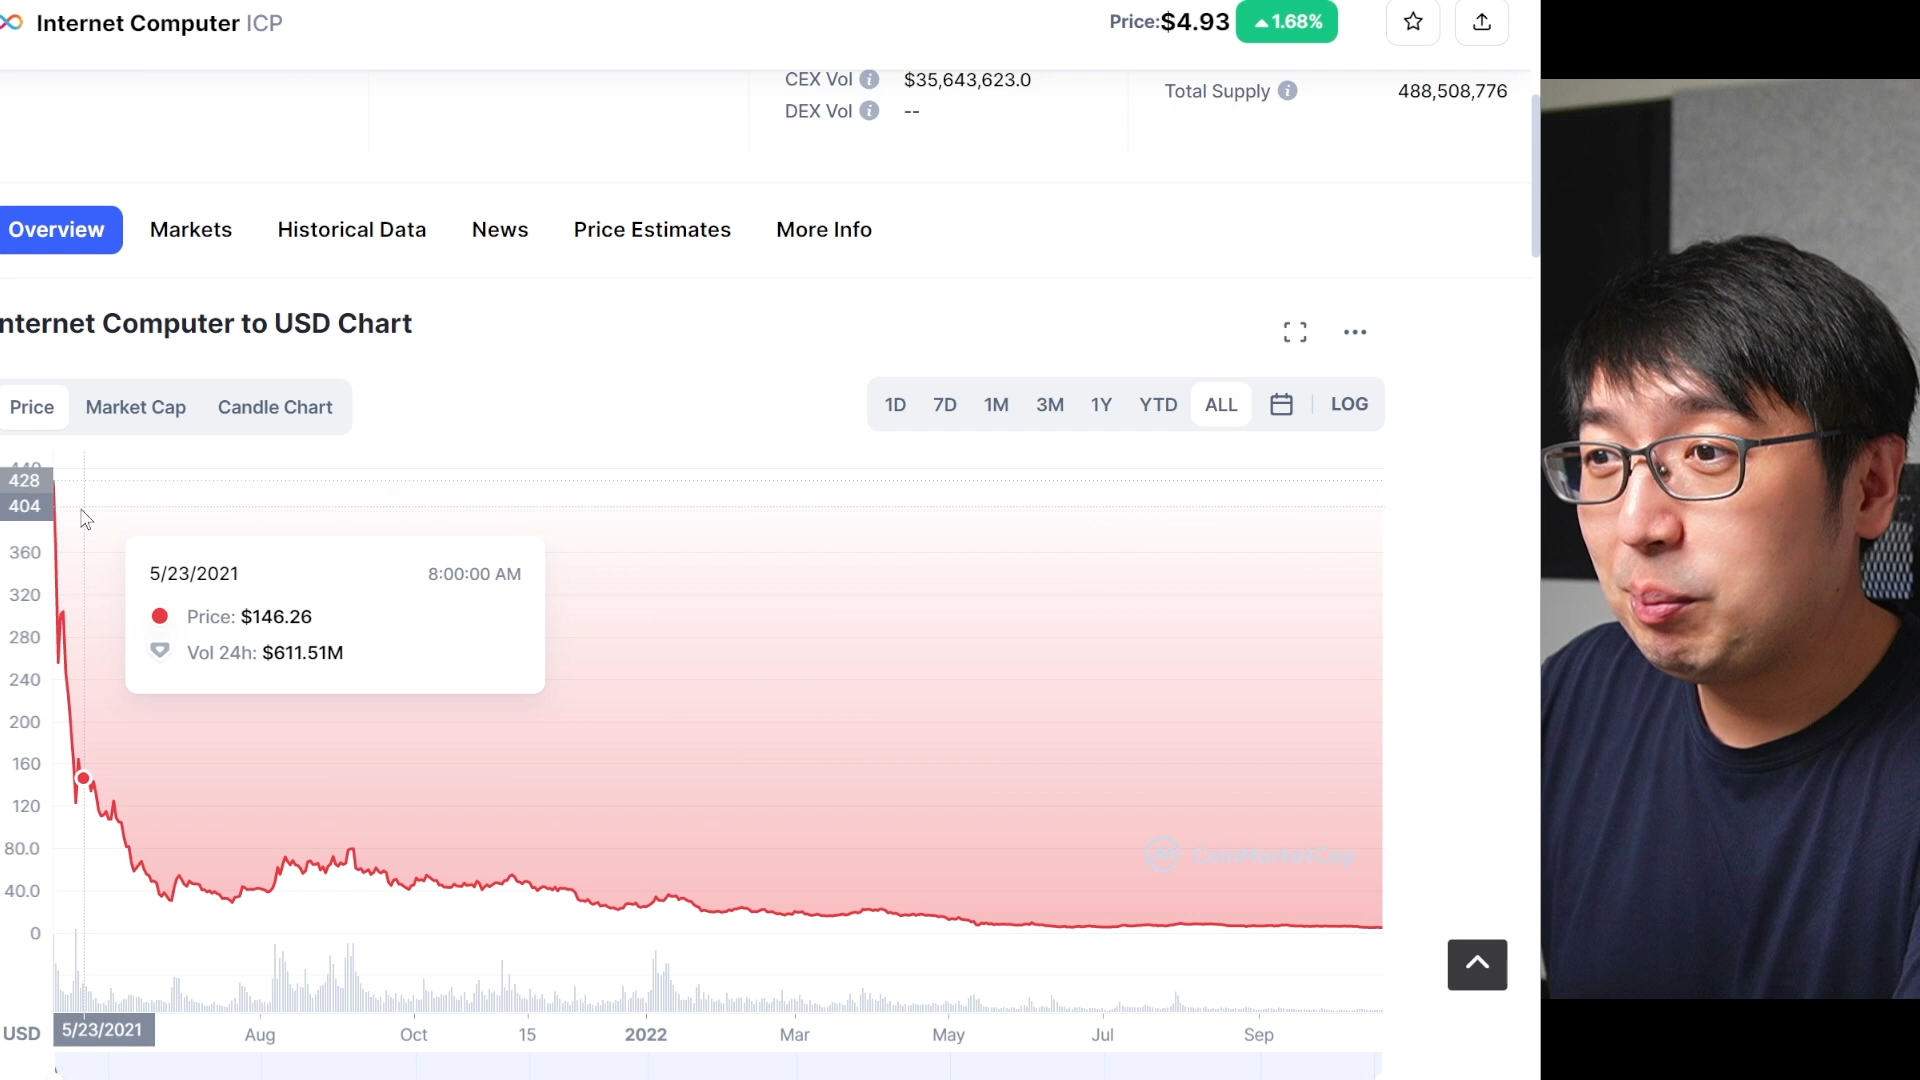 Internet Computer ICP
Price:$4.93 1.68%
CEX Vol $35,643,623.0
DEX Vol --
Total Supply 488,508,776
Overview Markets Historical Data News Price Estimates More Info
nternet Computer to USD Chart
Price Market Cap Candle Chart
1D 7D 1M 3M 1Y YTD ALL LOG
440
428
404
360
320
280
240
200
160
120
80.0
40.0
0
5/23/2021 8:00:00 AM
Price: $146.26
Vol 24h: $611.51M
CoinMarketCap
USD 5/23/2021 Aug Oct 15 2022 Mar May Jul Sep